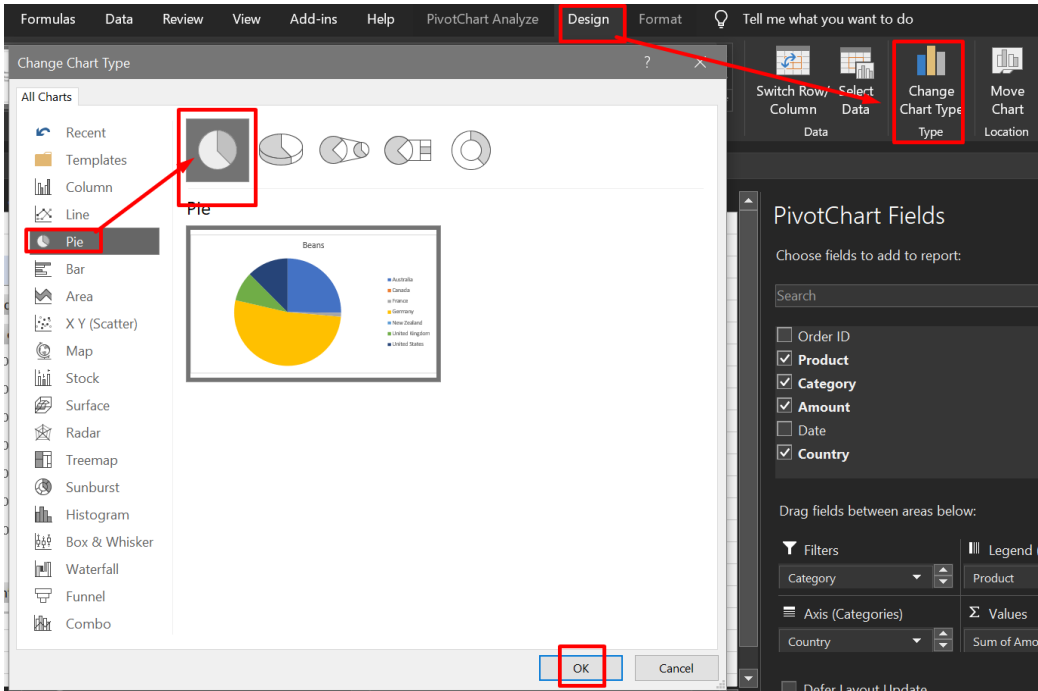 Formulas Data Review View Add-ins Help PivotChart Analyze Design Format Tell me what you want to do
Switch Row/ Select Change Move
Column Data Chart Type Chart
Data Type Location
Change Chart Type ?
All Charts
Recent
Templates
Column
Line
Pie
Bar
Area
X Y (Scatter)
Map
Stock
Surface
Radar
Treemap
Sunburst
Histogram
Box & Whisker
Waterfall
Funnel
Combo
Pie
Beans
Australia
Canada
France
Germany
New Zealand
United Kingdom
United States
OK Cancel
PivotChart Fields
Choose fields to add to report:
Search
Order ID
Product
Category
Amount
Date
Country
Drag fields between areas below:
Filters Legend (
Category Product
Axis (Categories) Σ Values
Country Sum of Amo
Defer Layout Update